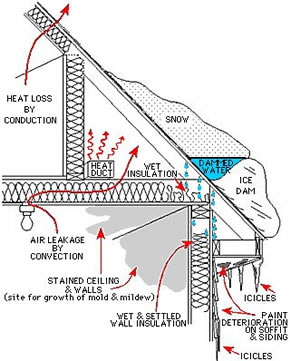 HEAT LOSS
BY
CONDUCTION
SNOW
HEAT
DUCT
WET
INSULATION
DAMMED
WATER
ICE
DAM
AIR LEAKAGE
BY
CONVECTION
STAINED CEILING
& WALLS
(site for growth of mold & mildew)
WET & SETTLED
WALL INSULATION
ICICLES
PAINT
DETERIORATION
ON SOFFIT
& SIDING
ICICLES